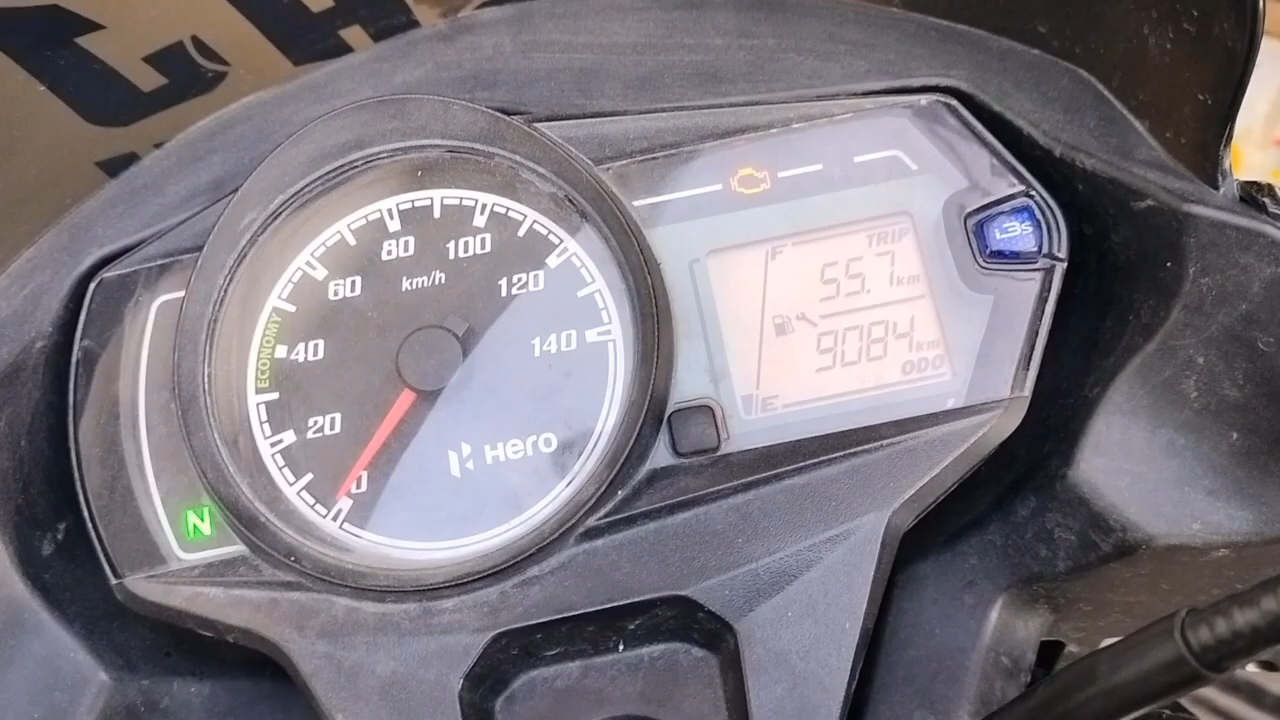 80
100
60
km/h
120
ECONOMY
40
140
20
0
Hero
N
i3s
F
TRIP
55.7 km
9084 km
ODO
E